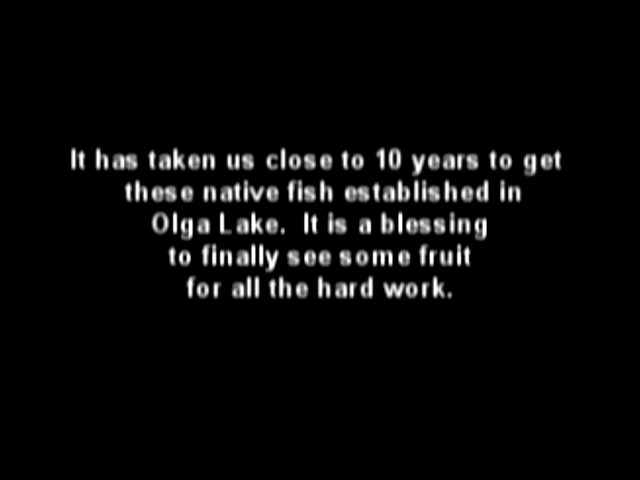 It has taken us close to 10 years to get
these native fish established in
Olga Lake. It is a blessing
to finally see some fruit
for all the hard work.